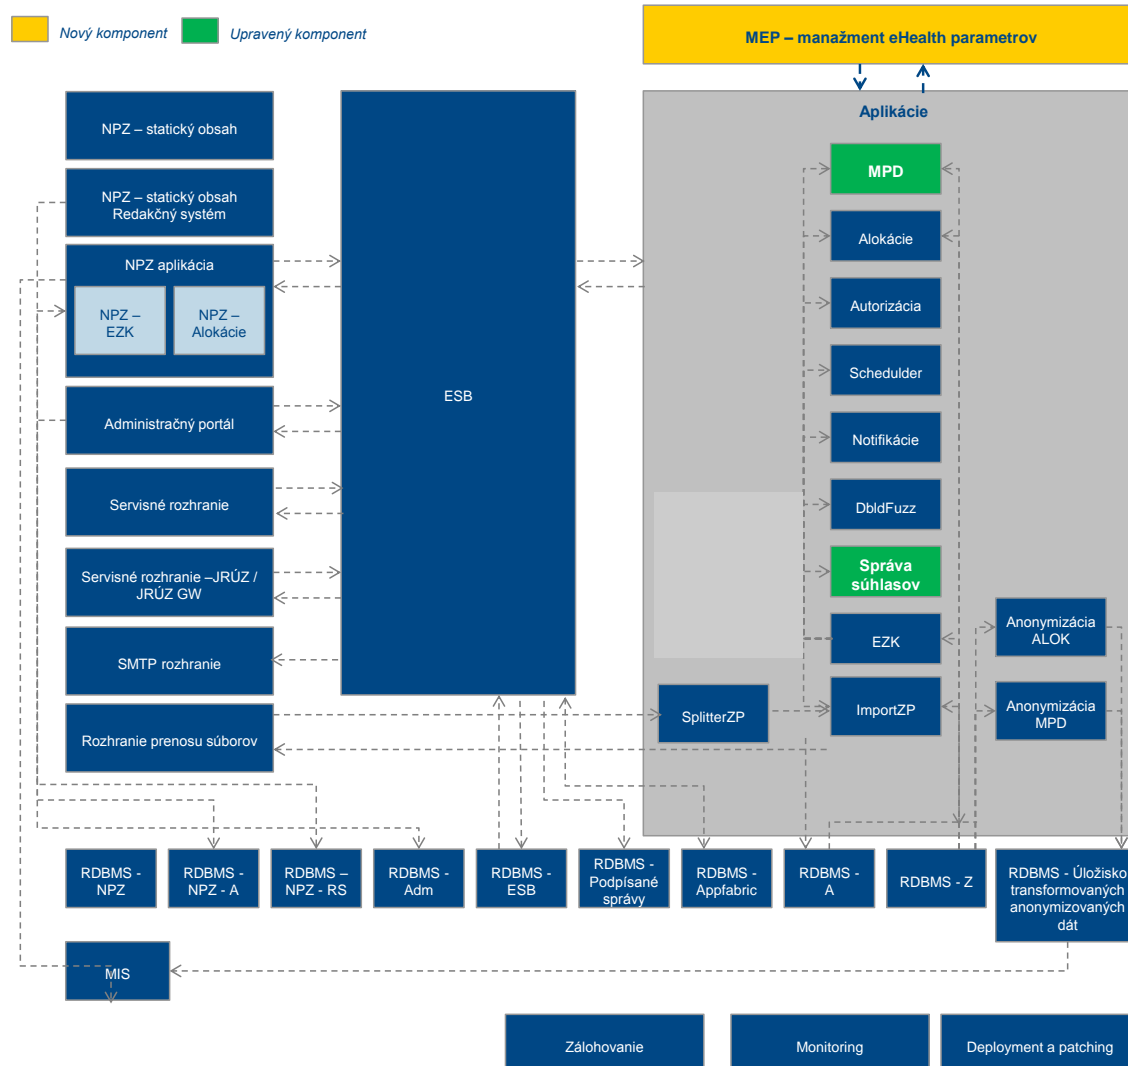 Nový komponent
Upravený komponent
MEP – manažment eHealth parametrov
Aplikácie
NPZ – statický obsah
NPZ – statický obsah
Redakčný systém
NPZ aplikácia
NPZ –
EZK
NPZ –
Alokácie
Administračný portál
Servisné rozhranie
Servisné rozhranie –JRÚZ /
JRÚZ GW
SMTP rozhranie
Rozhranie prenosu súborov
ESB
MPD
Alokácie
Autorizácia
Schedulder
Notifikácie
DbldFuzz
Správa
súhlasov
EZK
ImportZP
SplitterZP
Anonymizácia
ALOK
Anonymizácia
MPD
RDBMS -
NPZ
RDBMS -
NPZ - A
RDBMS –
NPZ - RS
RDBMS -
Adm
RDBMS -
ESB
RDBMS -
Podpísané
správy
RDBMS -
Appfabric
RDBMS -
A
RDBMS - Z
RDBMS - Úložisko
transformovaných
anonymizovaných
dát
MIS
Zálohovanie
Monitoring
Deployment a patching